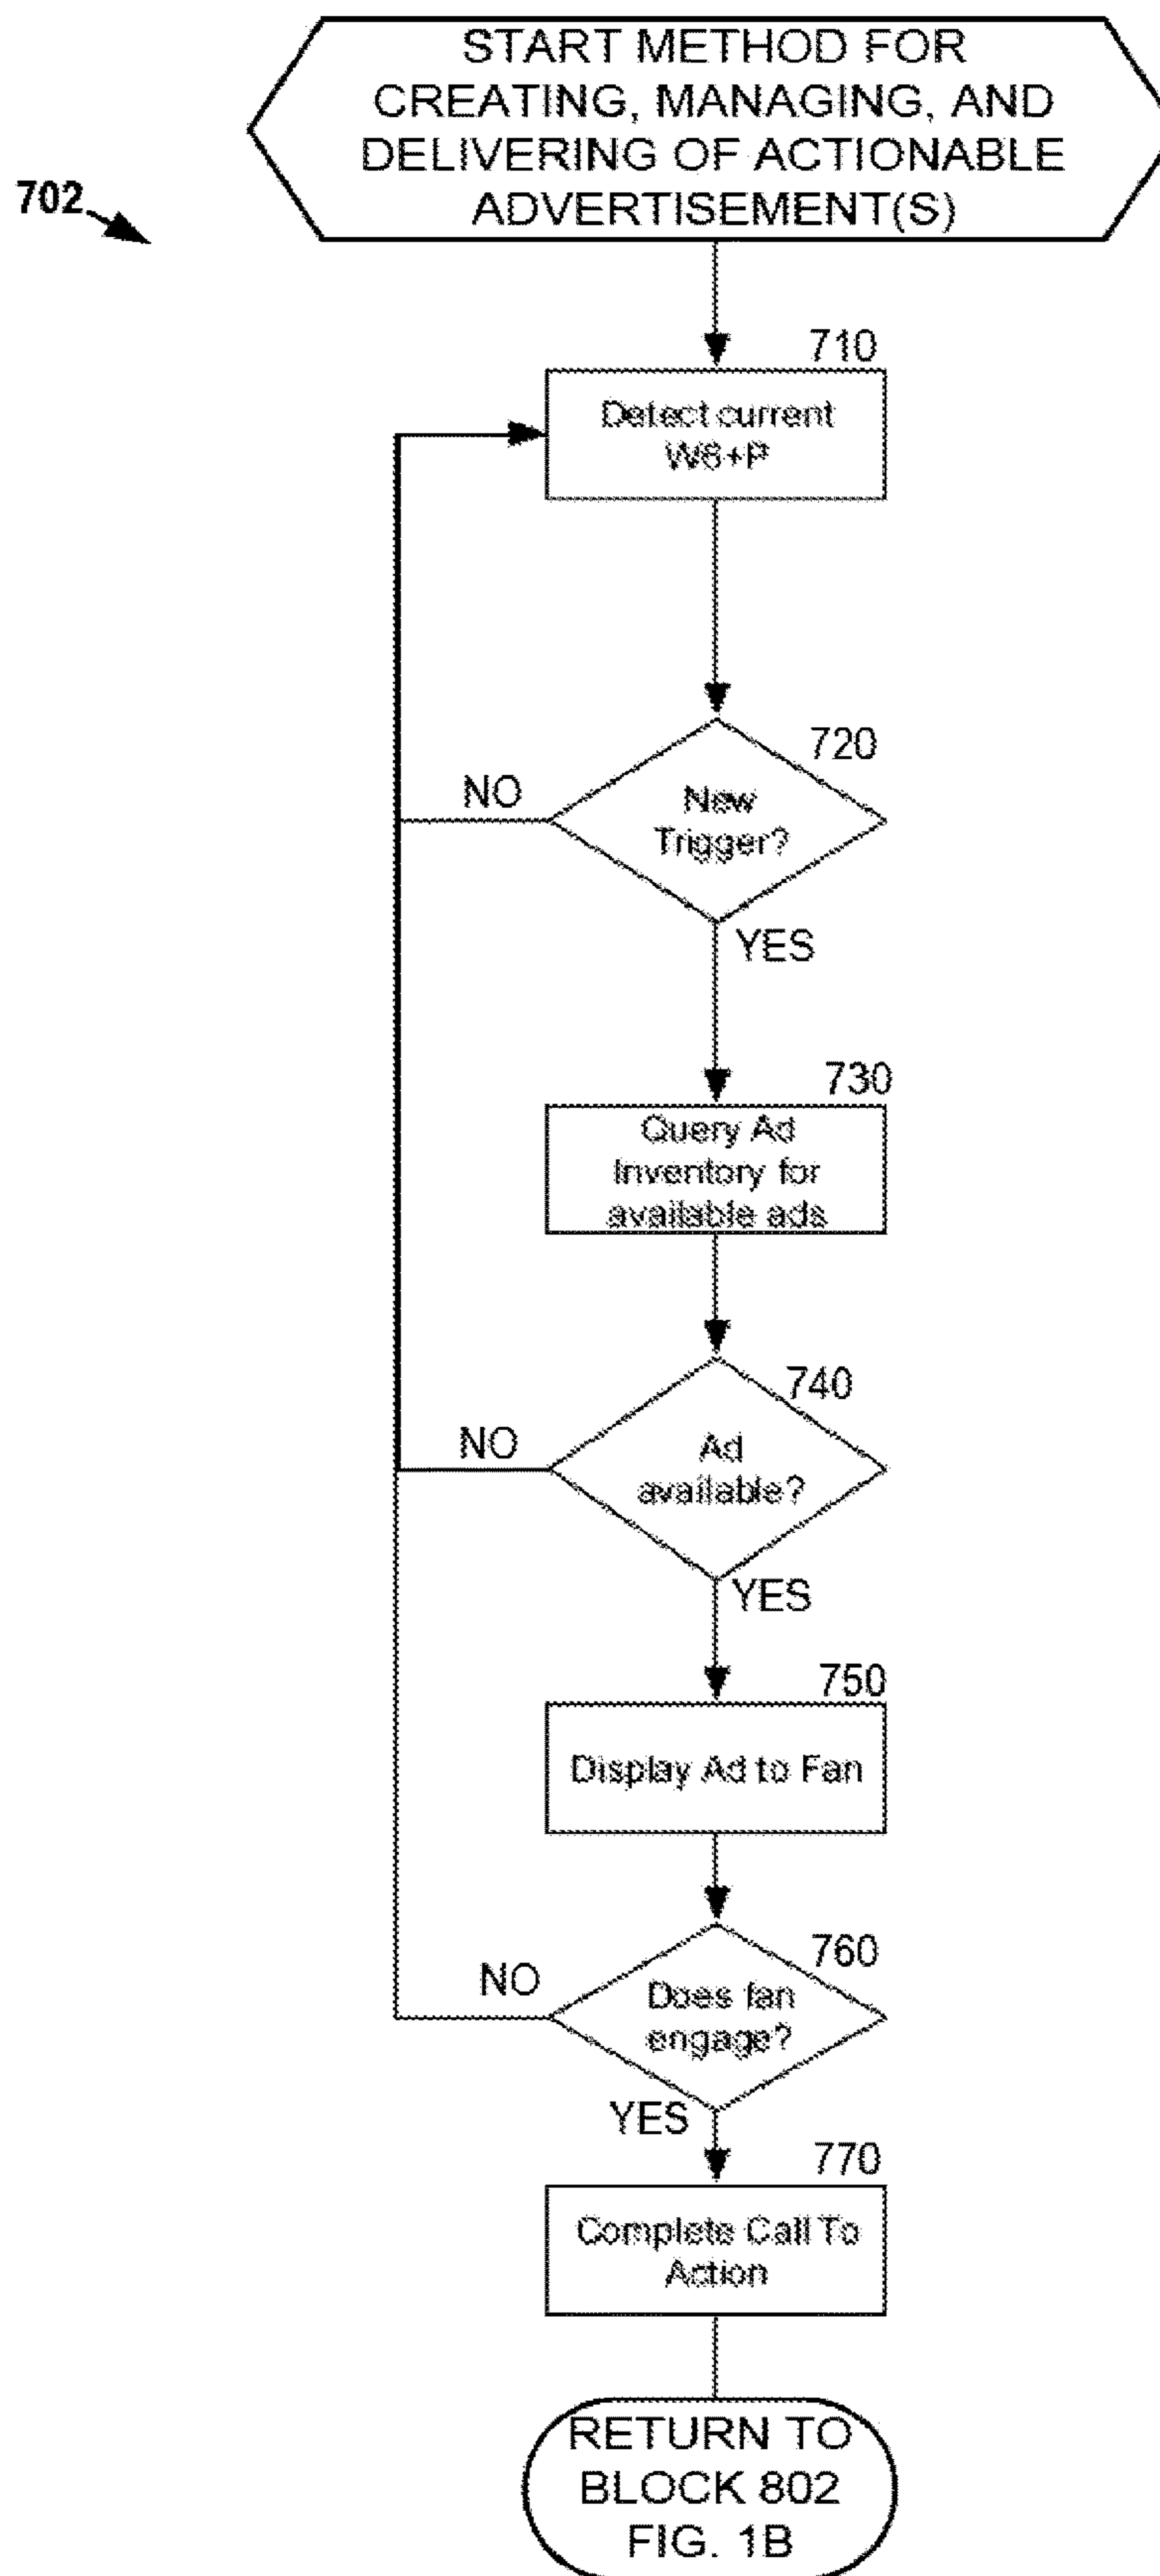 START METHOD FOR
CREATING, MANAGING, AND
DELIVERING OF ACTIONABLE
ADVERTISEMENT(S)
702
710
Detect current
W6+P
720
NO
New
Trigger?
YES
730
Query Ad
Inventory for
available ads
740
NO
Ad
available?
YES
750
Display Ad to Fan
760
NO
Does fan
engage?
YES
770
Complete Call To
Action
RETURN TO
BLOCK 802
FIG. 1B